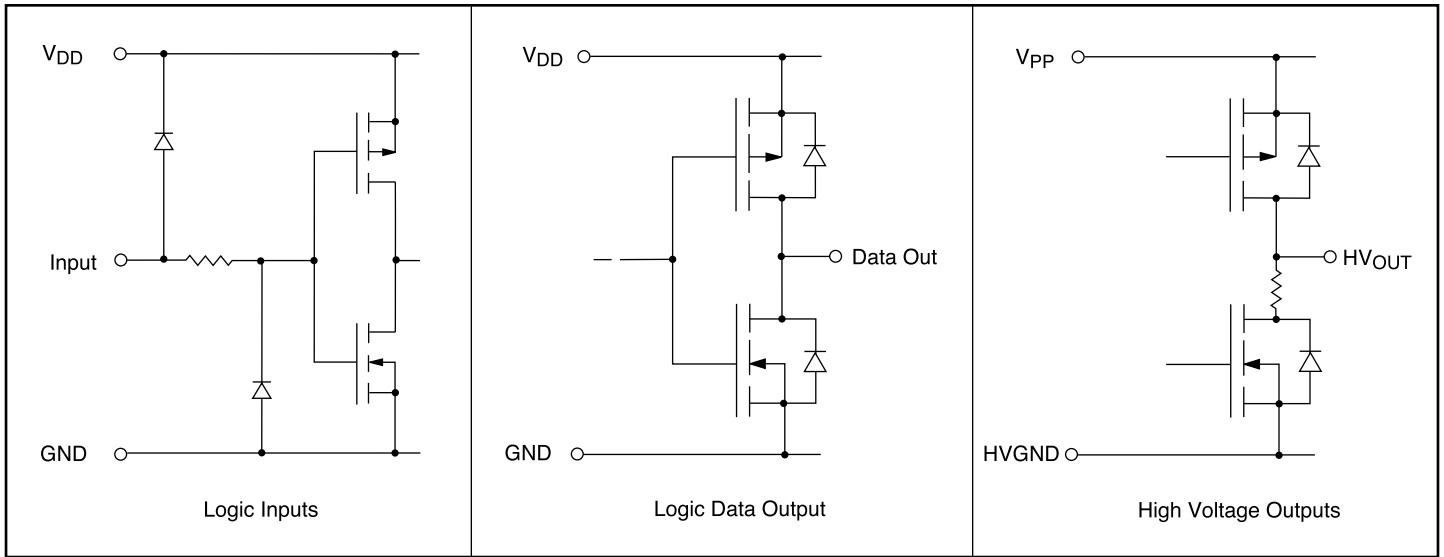 VDD
Input
GND
Logic Inputs
VDD
Data Out
GND
Logic Data Output
VPP
HVOUT
HVGND
High Voltage Outputs